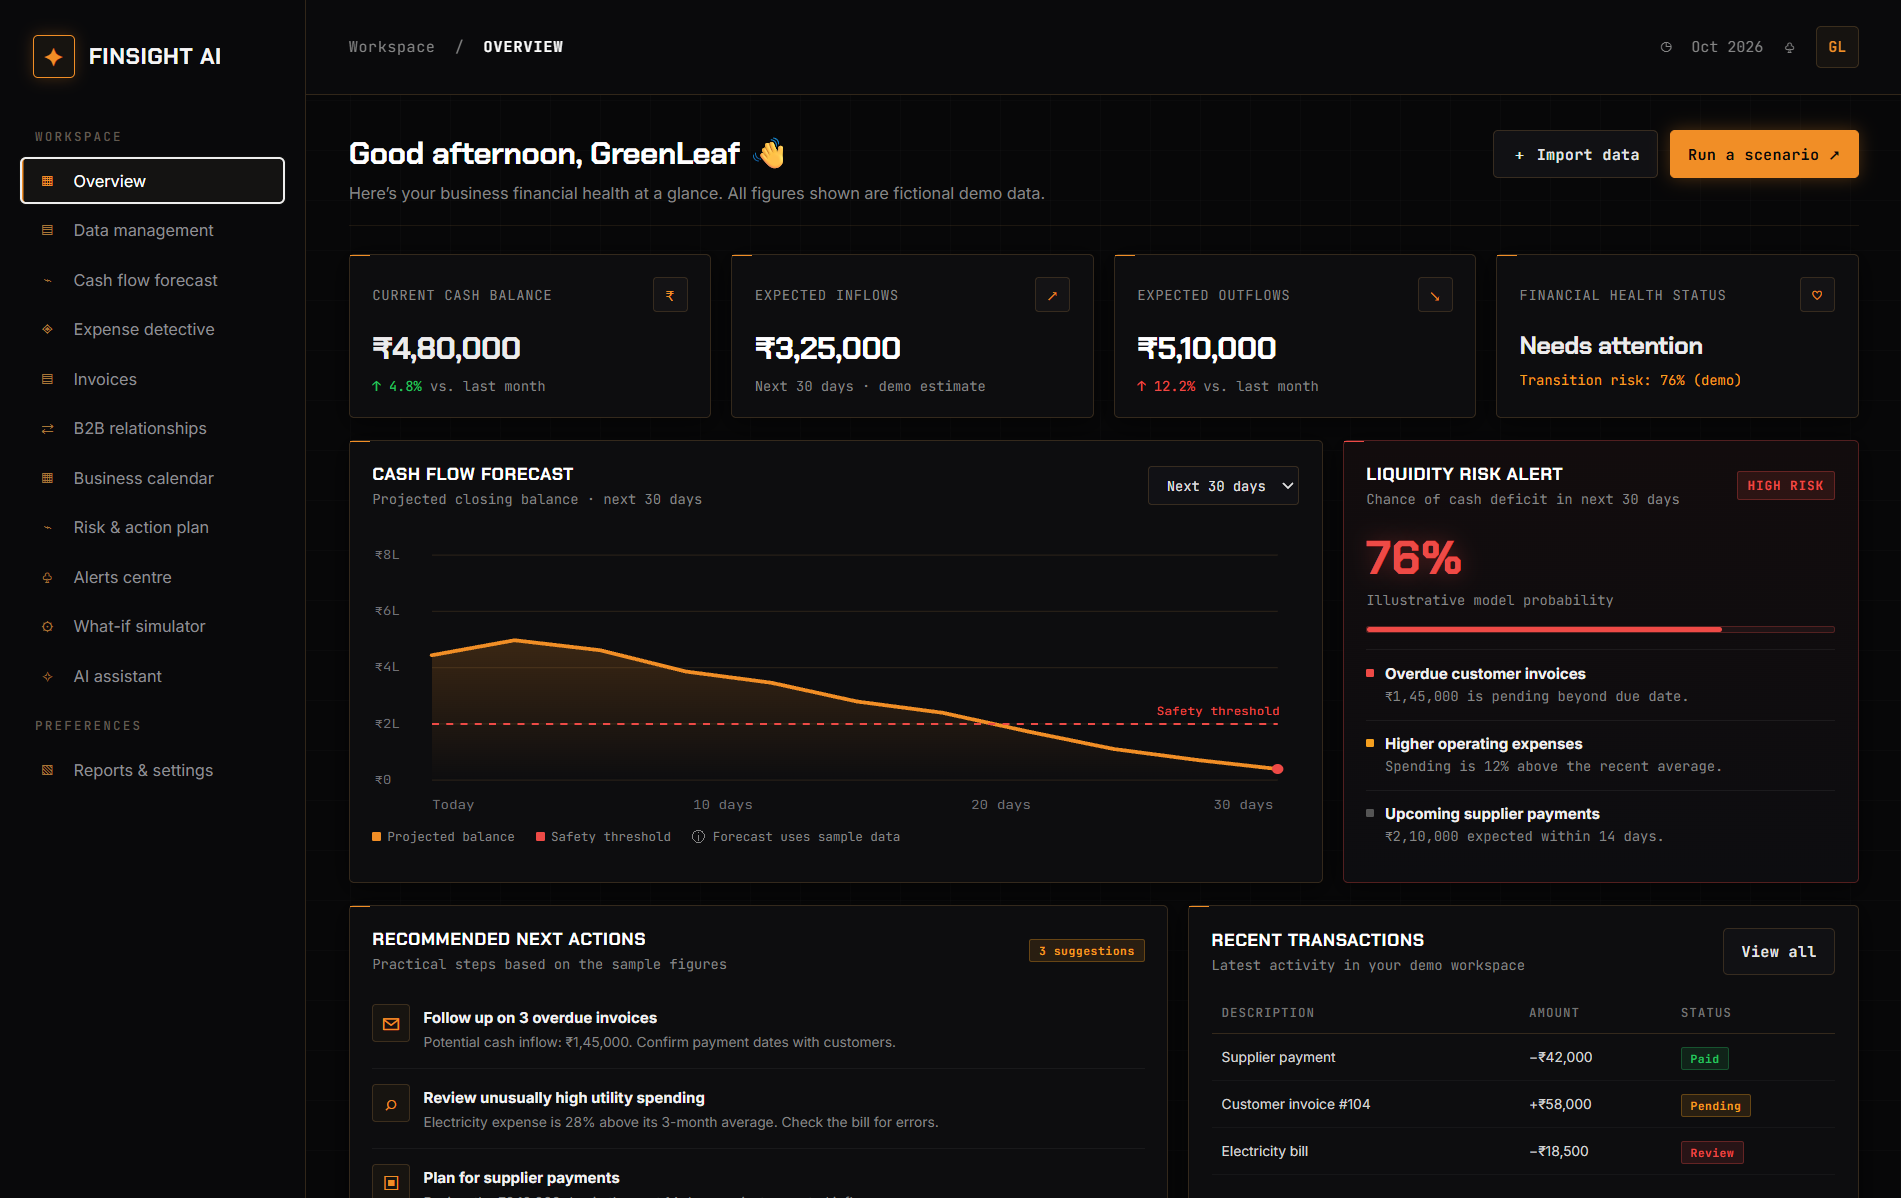 FINSIGHT AI
WORKSPACE
Overview
Data management
Cash flow forecast
Expense detective
Invoices
B2B relationships
Business calendar
Risk & action plan
Alerts centre
What-if simulator
AI assistant
PREFERENCES
Reports & settings
Workspace / OVERVIEW
Oct 2026
GL
Good afternoon, GreenLeaf 👋
Here's your business financial health at a glance. All figures shown are fictional demo data.
+ Import data
Run a scenario ↗
CURRENT CASH BALANCE
₹
₹4,80,000
↑ 4.8% vs. last month
EXPECTED INFLOWS
↗
₹3,25,000
Next 30 days · demo estimate
EXPECTED OUTFLOWS
↘
₹5,10,000
↑ 12.2% vs. last month
FINANCIAL HEALTH STATUS
♡
Needs attention
Transition risk: 76% (demo)
CASH FLOW FORECAST
Projected closing balance · next 30 days
Next 30 days
₹8L
₹6L
₹4L
₹2L
₹0
Safety threshold
Today 10 days 20 days 30 days
Projected balance Safety threshold ⓘ Forecast uses sample data
LIQUIDITY RISK ALERT
Chance of cash deficit in next 30 days
HIGH RISK
76%
Illustrative model probability
Overdue customer invoices
₹1,45,000 is pending beyond due date.
Higher operating expenses
Spending is 12% above the recent average.
Upcoming supplier payments
₹2,10,000 expected within 14 days.
RECOMMENDED NEXT ACTIONS
Practical steps based on the sample figures
3 suggestions
Follow up on 3 overdue invoices
Potential cash inflow: ₹1,45,000. Confirm payment dates with customers.
Review unusually high utility spending
Electricity expense is 28% above its 3-month average. Check the bill for errors.
Plan for supplier payments
RECENT TRANSACTIONS
Latest activity in your demo workspace
View all
DESCRIPTION AMOUNT STATUS
Supplier payment −₹42,000 Paid
Customer invoice #104 +₹58,000 Pending
Electricity bill −₹18,500 Review